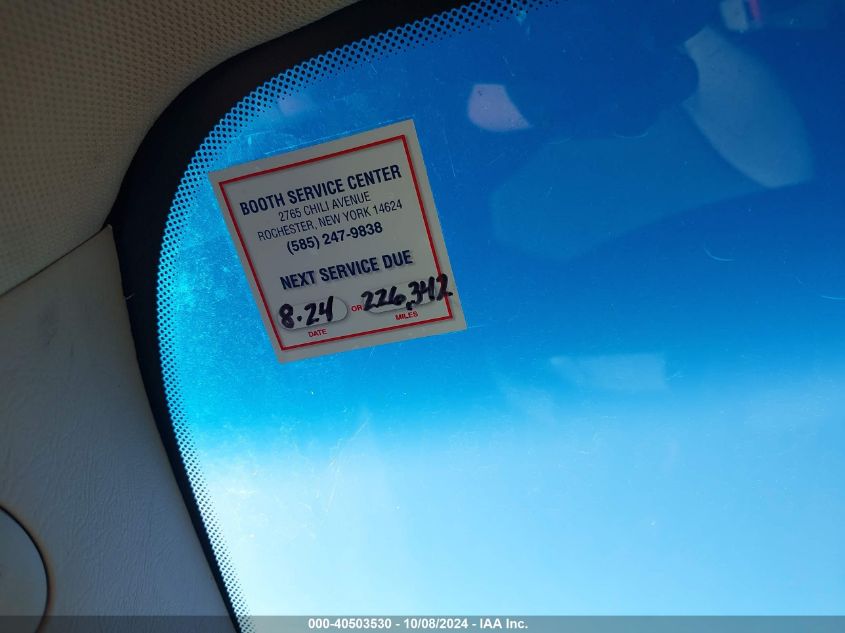 BOOTH SERVICE CENTER
2765 CHILI AVENUE
ROCHESTER, NEW YORK 14624
(585) 247-9838
NEXT SERVICE DUE
8.24 OR 226,342
DATE MILES
000-40503530 - 10/08/2024 - IAA Inc.